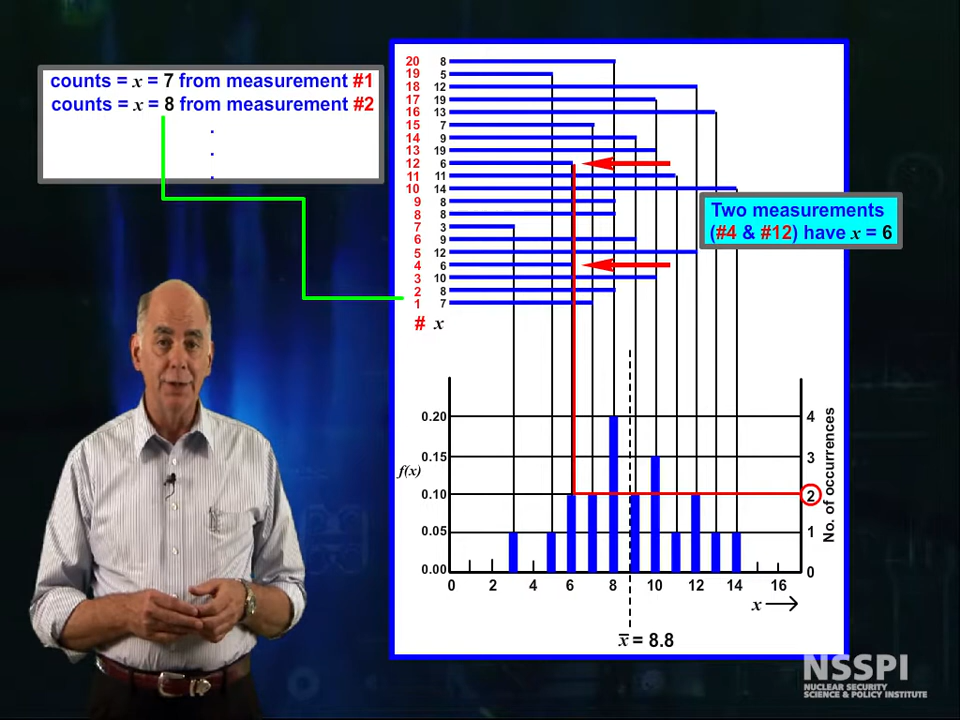 counts = x = 7 from measurement #1
counts = x = 8 from measurement #2
.
.
.
20 8
19 5
18 12
17 19
16 13
15 7
14 9
13 19
12 6
11 11
10 14
9 8
8 8
7 3
6 9
5 12
4 6
3 10
2 8
1 7
# x
Two measurements
(#4 & #12) have x = 6
0.20
0.15
0.10
0.05
0.00
f(x)
4
3
2
1
0
No. of occurrences
0 2 4 6 8 10 12 14 16
x
x̅ = 8.8
NSSPI
NUCLEAR SECURITY
SCIENCE & POLICY INSTITUTE